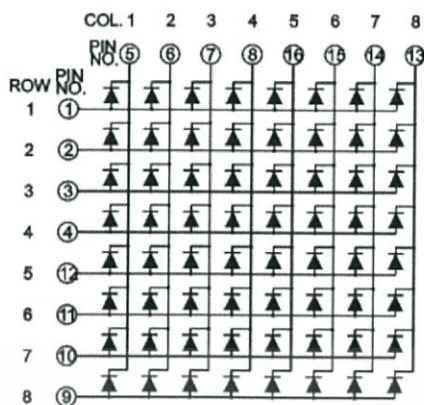 COL. 1 2 3 4 5 6 7 8
PIN NO. ⑤ ⑥ ⑦ ⑧ ⑯ ⑮ ⑭ ⑬
ROW PIN NO.
1 ①
2 ②
3 ③
4 ④
5 ⑫
6 ⑪
7 ⑩
8 ⑨